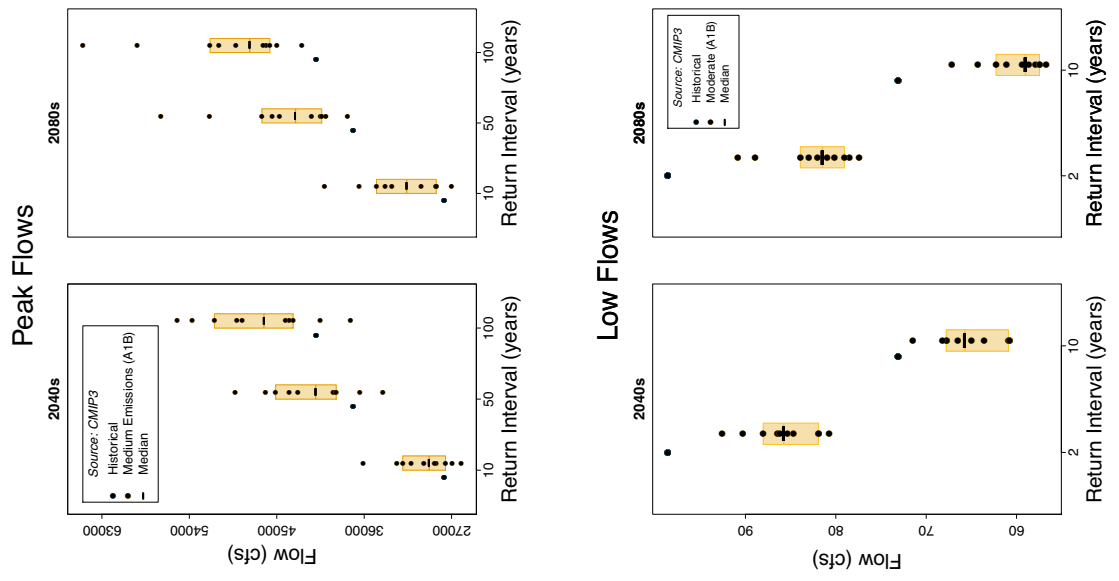 Peak Flows
2040s
Source: CMIP3
Historical
Medium Emissions (A1B)
Median
Flow (cfs)
63000
54000
45000
36000
27000
10
50
100
Return Interval (years)
2080s
10
50
100
Return Interval (years)
Low Flows
2040s
Flow (cfs)
90
80
70
60
2
10
Return Interval (years)
2080s
Source: CMIP3
Historical
Moderate (A1B)
Median
2
10
Return Interval (years)